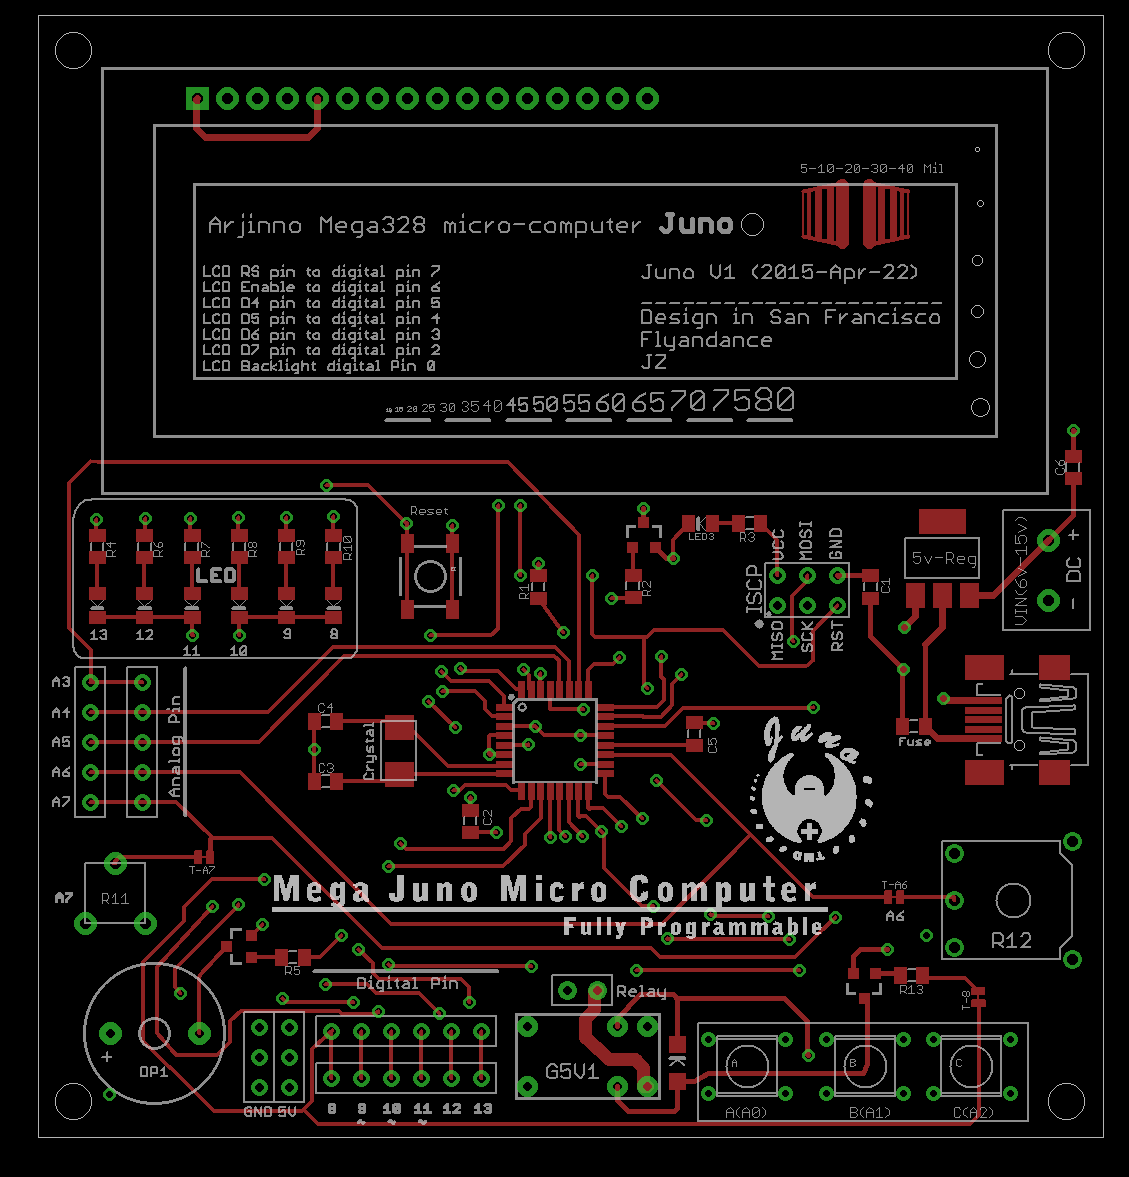 5-10-20-30-40 Mil
Arjinno Mega328 micro-computer Juno
LCD RS pin to digital pin 7
LCD Enable to digital pin 6
LCD D4 pin to digital pin 5
LCD D5 pin to digital pin 4
LCD D6 pin to digital pin 3
LCD D7 pin to digital pin 2
LCD Backlight digital Pin 0
Juno V1 (2015-Apr-22)
Design in San Francisco
Flyandance
JZ
20 25 30 35 40 45 50 55 60 65 70 75 80
C6
Reset
R4 R6 R7 R8 R9 R10
LED
13 12 9 8
11 10
R1
R2
LED3
R3
VCC MOSI GND
ISCP
MISO SCK RST
C1
5v-Reg
VIN(6V-15V)
DC + -
A3
A4
A5
A6
A7
Analog Pin
C4
C3
Crystal
C2
C5
Fuse
Juno
- +
TWD
T-A7
A7
R11
Mega Juno Micro Computer
Fully Programmable
T-A6
A6
R12
R5
Digital Pin
Relay
R13
T-8
+
OP1
G5V1
K
A B C
GND 5V
8 9 10 11 12 13
~ ~ ~
A(A0) B(A1) C(A2)